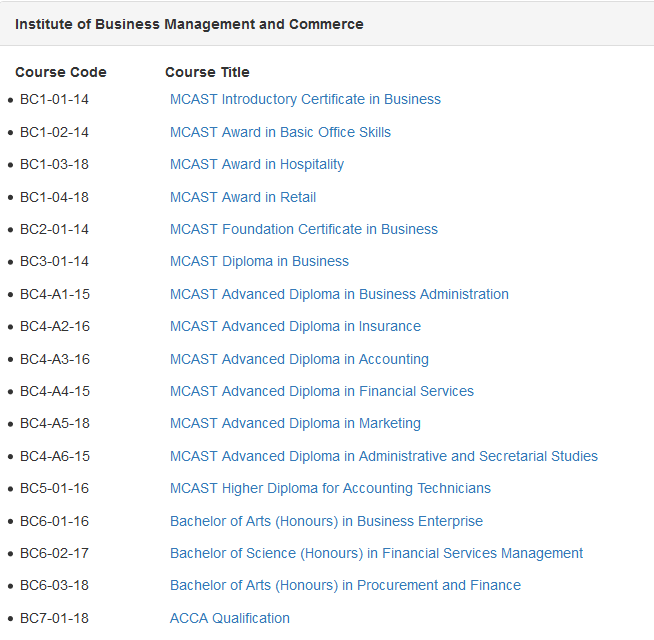 Institute of Business Management and Commerce
Course Code Course Title
• BC1-01-14 MCAST Introductory Certificate in Business
• BC1-02-14 MCAST Award in Basic Office Skills
• BC1-03-18 MCAST Award in Hospitality
• BC1-04-18 MCAST Award in Retail
• BC2-01-14 MCAST Foundation Certificate in Business
• BC3-01-14 MCAST Diploma in Business
• BC4-A1-15 MCAST Advanced Diploma in Business Administration
• BC4-A2-16 MCAST Advanced Diploma in Insurance
• BC4-A3-16 MCAST Advanced Diploma in Accounting
• BC4-A4-15 MCAST Advanced Diploma in Financial Services
• BC4-A5-18 MCAST Advanced Diploma in Marketing
• BC4-A6-15 MCAST Advanced Diploma in Administrative and Secretarial Studies
• BC5-01-16 MCAST Higher Diploma for Accounting Technicians
• BC6-01-16 Bachelor of Arts (Honours) in Business Enterprise
• BC6-02-17 Bachelor of Science (Honours) in Financial Services Management
• BC6-03-18 Bachelor of Arts (Honours) in Procurement and Finance
• BC7-01-18 ACCA Qualification